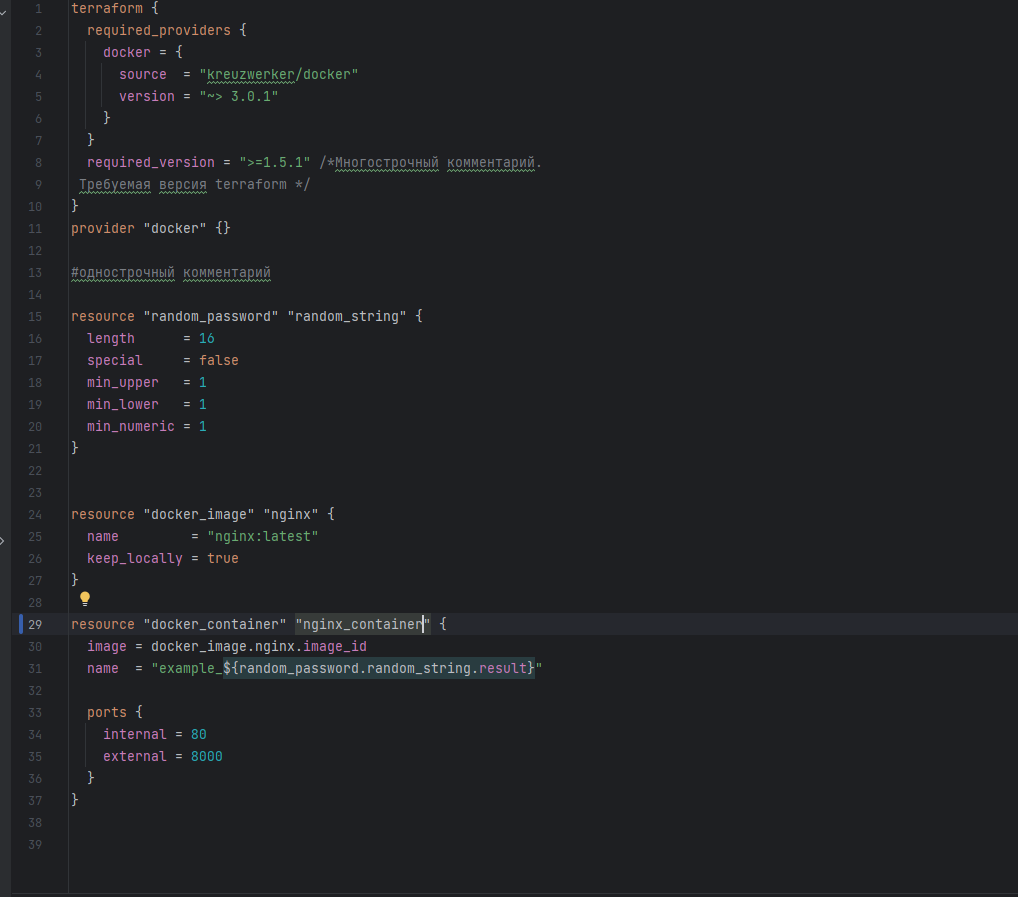 1 terraform {
2   required_providers {
3     docker = {
4       source  = "kreuzwerker/docker"
5       version = "~> 3.0.1"
6     }
7   }
8   required_version = ">=1.5.1" /*Многострочный комментарий.
9  Требуемая версия terraform */
10 }
11 provider "docker" {}
12
13 #однострочный комментарий
14
15 resource "random_password" "random_string" {
16   length      = 16
17   special     = false
18   min_upper   = 1
19   min_lower   = 1
20   min_numeric = 1
21 }
22
23
24 resource "docker_image" "nginx" {
25   name         = "nginx:latest"
26   keep_locally = true
27 }
28
29 resource "docker_container" "nginx_container" {
30   image = docker_image.nginx.image_id
31   name  = "example_${random_password.random_string.result}"
32
33   ports {
34     internal = 80
35     external = 8000
36   }
37 }
38
39